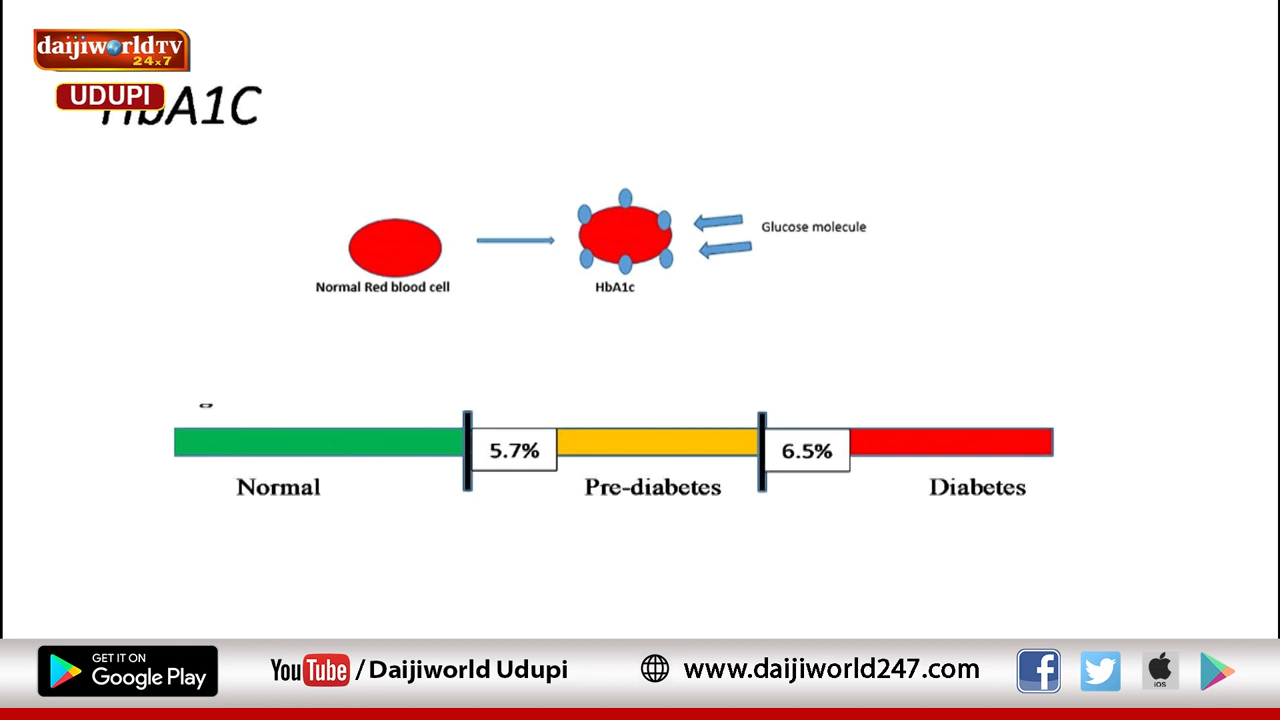 daijiworldTV
24x7
UDUPI
HbA1C
Glucose molecule
Normal Red blood cell
HbA1c
5.7%
6.5%
Normal
Pre-diabetes
Diabetes
GET IT ON
Google Play
YouTube / Daijiworld Udupi
www.daijiworld247.com
iOS